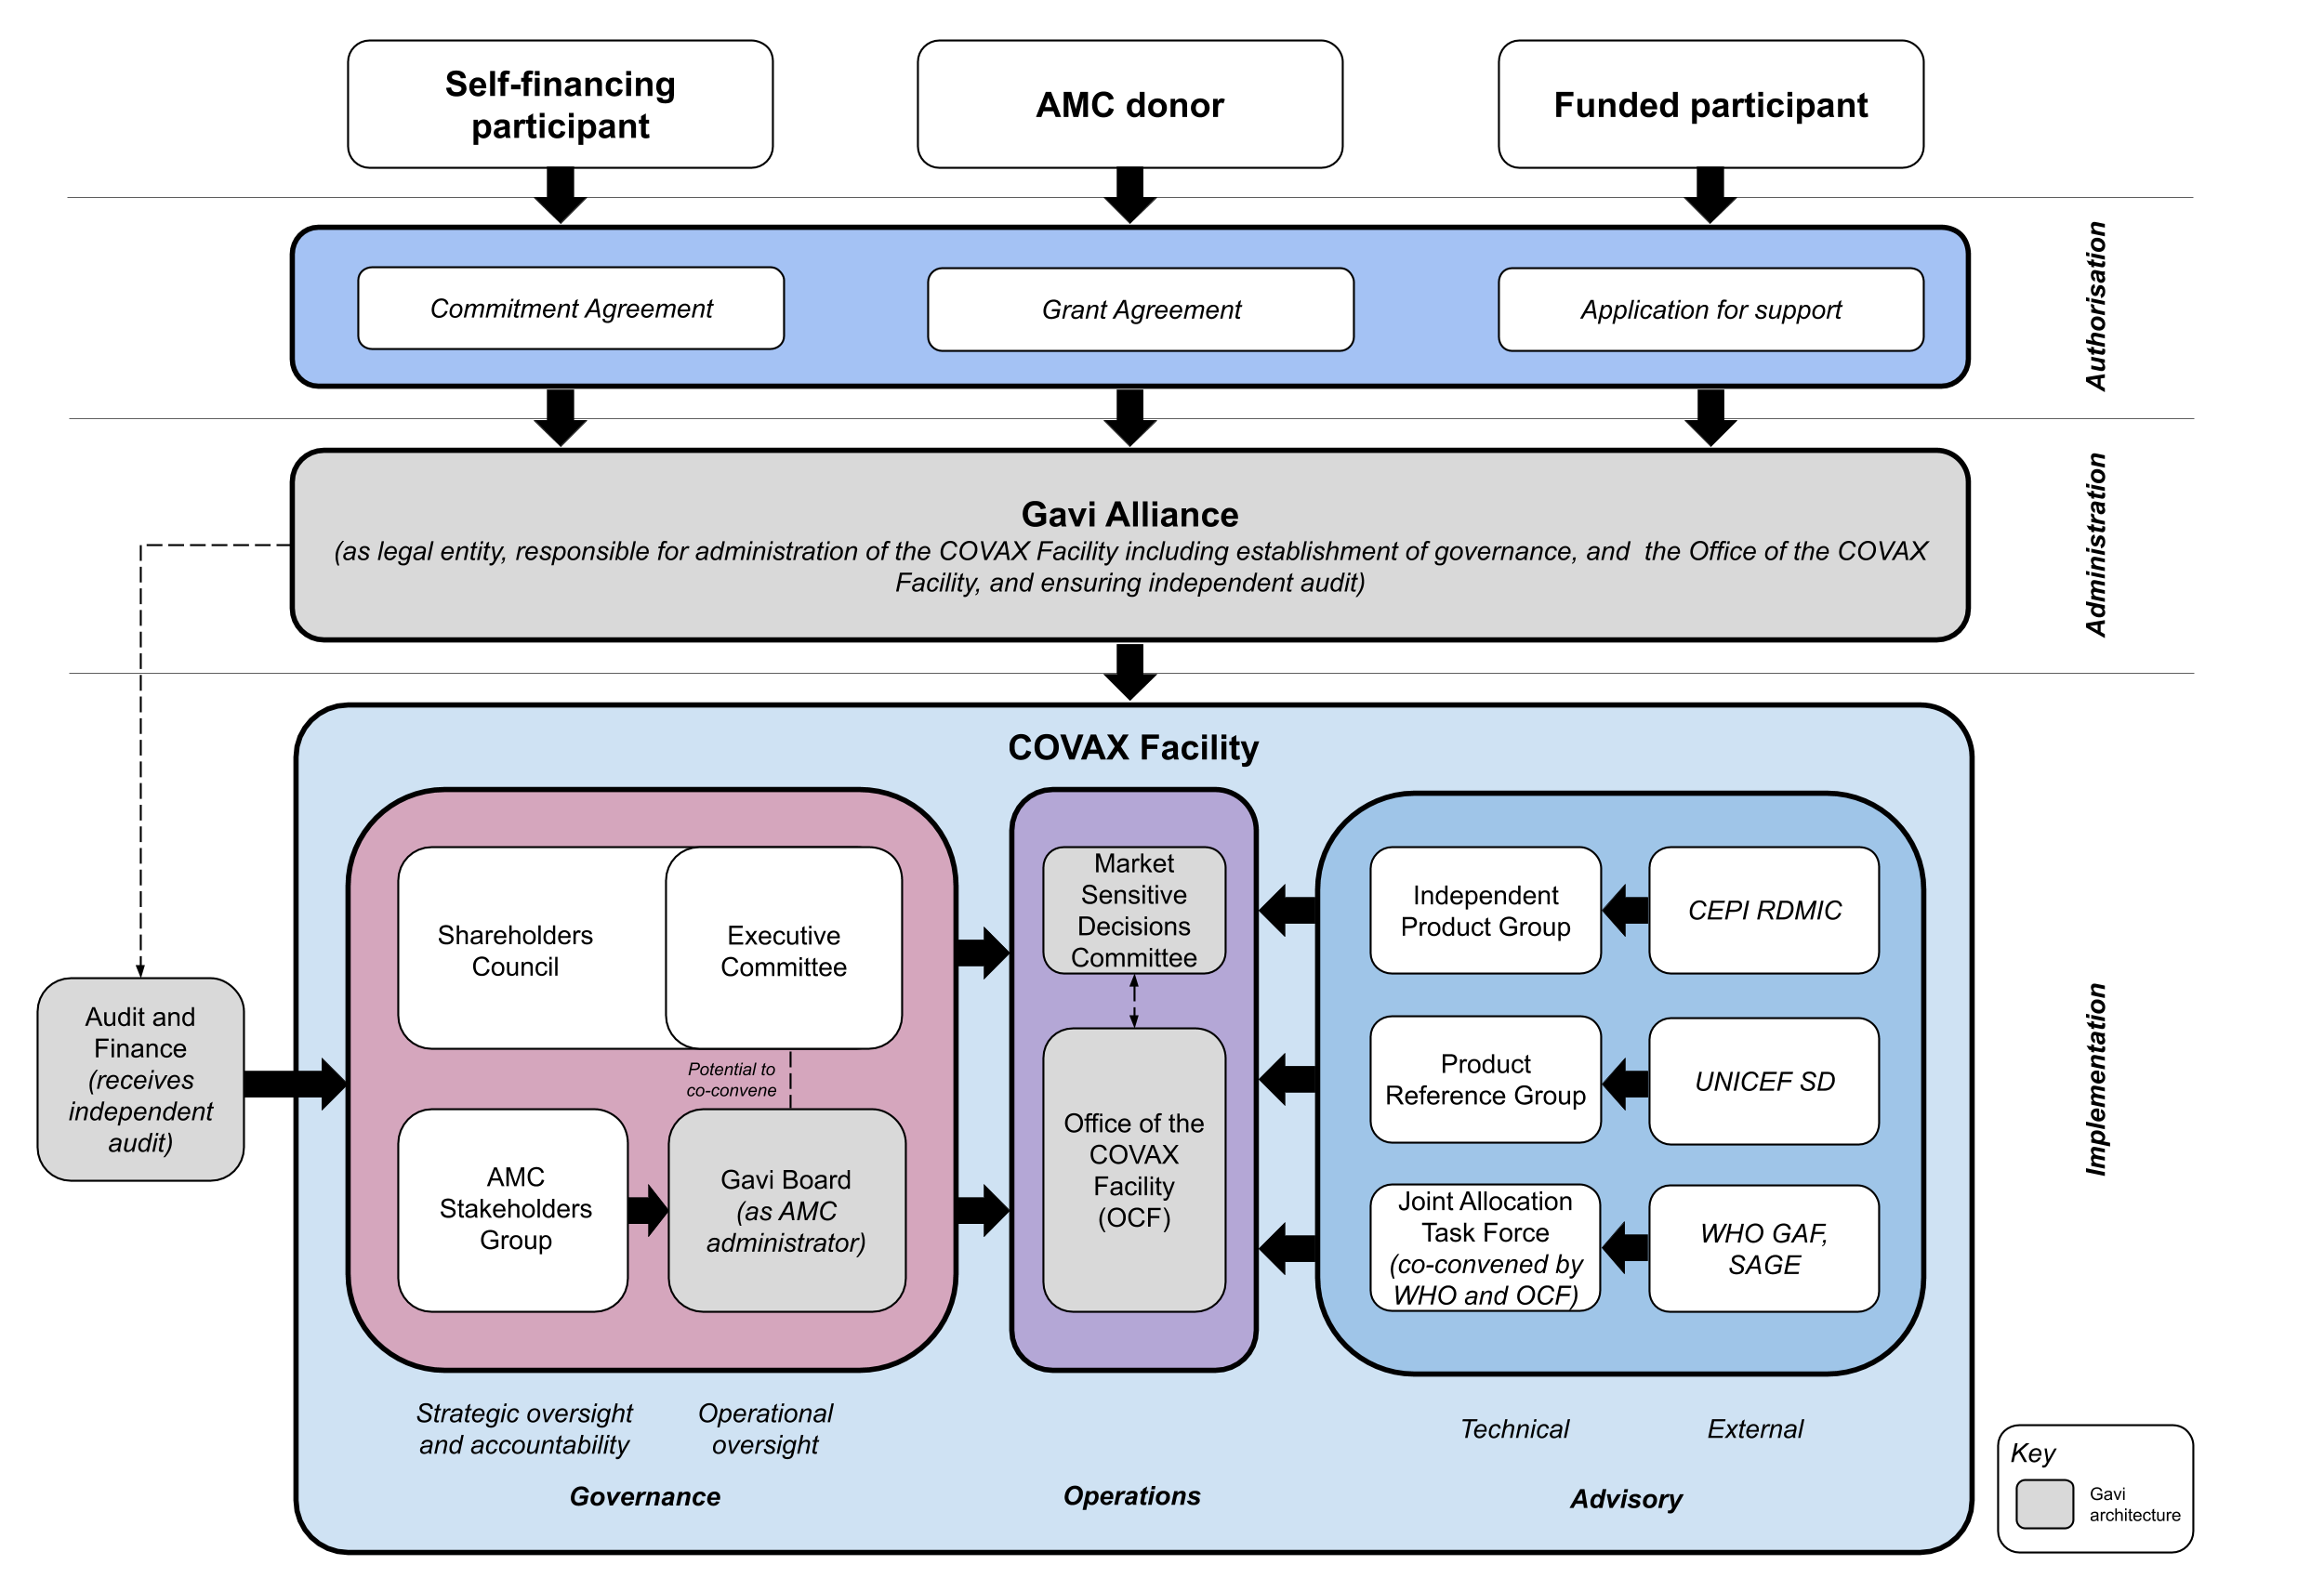 Self-financing
participant
AMC donor
Funded participant
Commitment Agreement
Grant Agreement
Application for support
Authorisation
Gavi Alliance
(as legal entity, responsible for administration of the COVAX Facility including establishment of governance, and the Office of the COVAX
Facility, and ensuring independent audit)
Administration
COVAX Facility
Audit and
Finance
(receives
independent
audit)
Shareholders
Council
Executive
Committee
Potential to
co-convene
AMC
Stakeholders
Group
Gavi Board
(as AMC
administrator)
Strategic oversight
and accountability
Operational
oversight
Governance
Market
Sensitive
Decisions
Committee
Office of the
COVAX
Facility
(OCF)
Operations
Independent
Product Group
CEPI RDMIC
Product
Reference Group
UNICEF SD
Joint Allocation
Task Force
(co-convened by
WHO and OCF)
WHO GAF,
SAGE
Technical
External
Advisory
Implementation
Key
Gavi
architecture